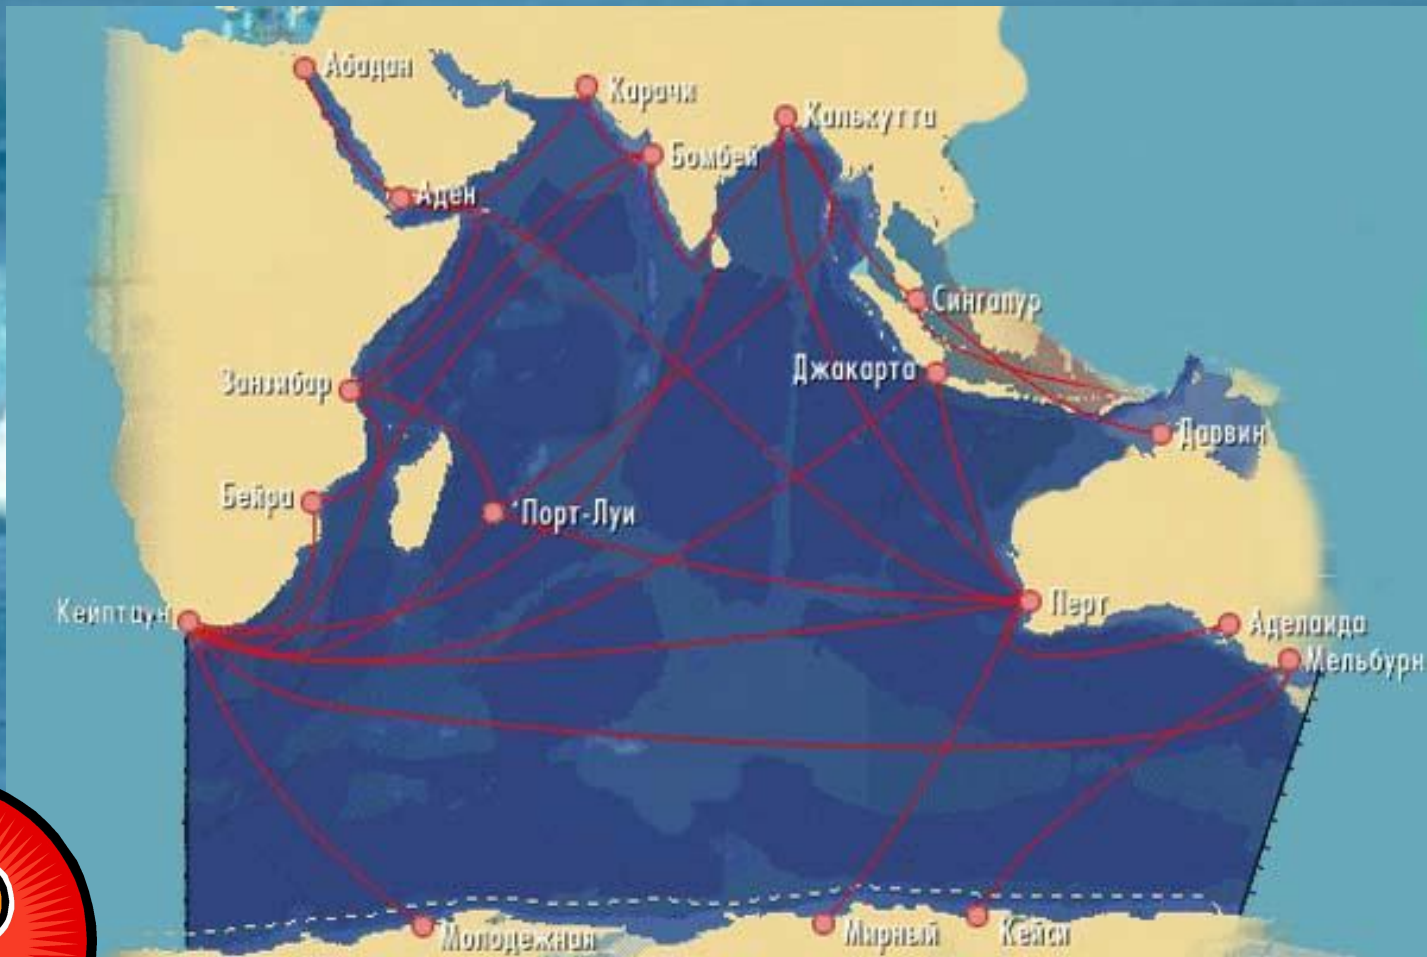 Абадан
Карачи
Калькутта
Бомбей
Аден
Сингапур
Джакарта
Занзибар
Дарвин
Бейра
Порт-Луи
Перт
Кейптаун
Аделаида
Мельбурн
Молодежная
Мирный
Кейси